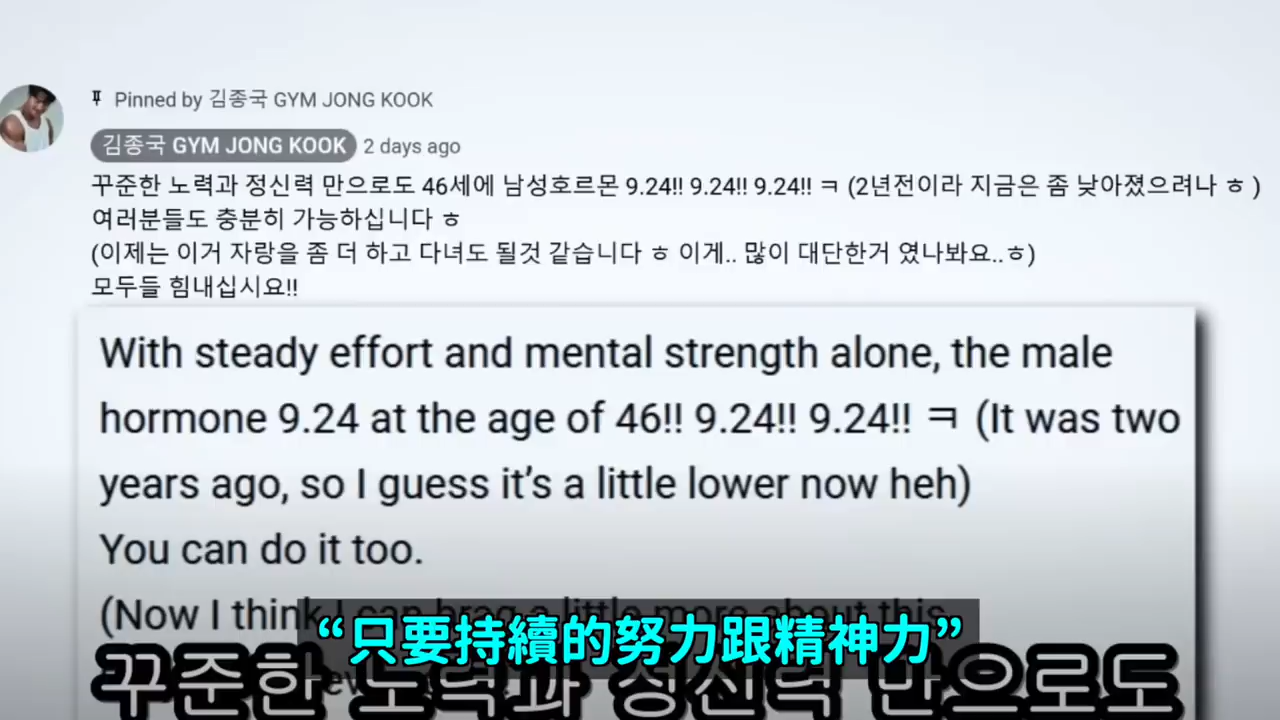 Pinned by 김종국 GYM JONG KOOK
김종국 GYM JONG KOOK 2 days ago
꾸준한 노력과 정신력 만으로도 46세에 남성호르몬 9.24!! 9.24!! 9.24!! ㅋ (2년전이라 지금은 좀 낮아졌으려나 ㅎ )
여러분들도 충분히 가능하십니다 ㅎ
(이제는 이거 자랑을 좀 더 하고 다녀도 될것 같습니다 ㅎ 이게.. 많이 대단한거 였나봐요..ㅎ)
모두들 힘내십시요!!
With steady effort and mental strength alone, the male
hormone 9.24 at the age of 46!! 9.24!! 9.24!! ㅋ (It was two
years ago, so I guess it's a little lower now heh)
You can do it too.
(Now I think I can brag a little more about this.
“只要持續的努力跟精神力”
꾸준한 노력과 정신력 만으로도